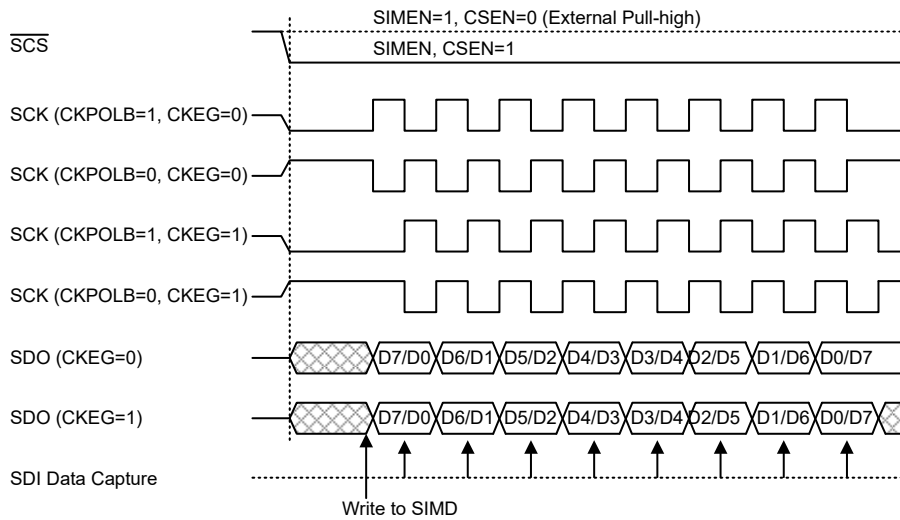 SIMEN=1, CSEN=0 (External Pull-high)
SCS
SIMEN, CSEN=1
SCK (CKPOLB=1, CKEG=0)
SCK (CKPOLB=0, CKEG=0)
SCK (CKPOLB=1, CKEG=1)
SCK (CKPOLB=0, CKEG=1)
SDO (CKEG=0) D7/D0 D6/D1 D5/D2 D4/D3 D3/D4 D2/D5 D1/D6 D0/D7
SDO (CKEG=1) D7/D0 D6/D1 D5/D2 D4/D3 D3/D4 D2/D5 D1/D6 D0/D7
SDI Data Capture
Write to SIMD